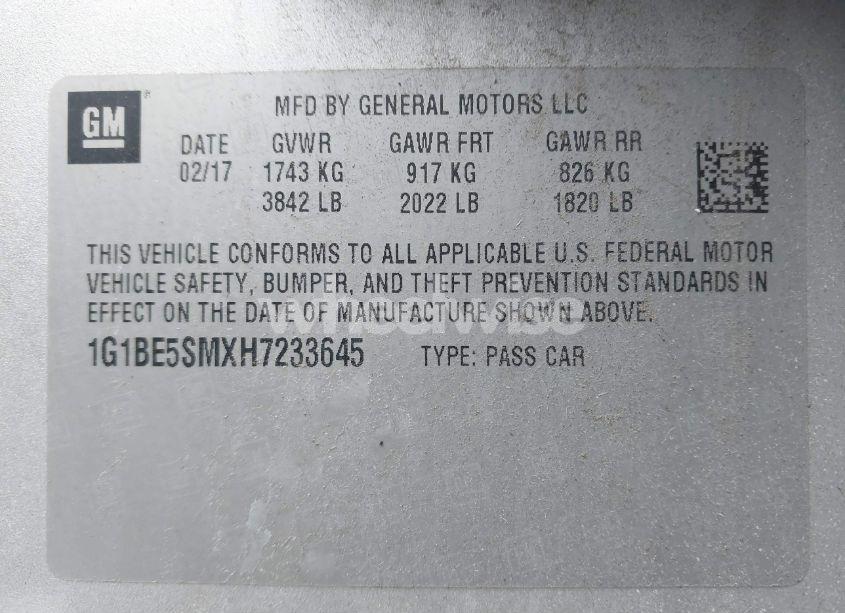 GM
MFD BY GENERAL MOTORS LLC
DATE GVWR GAWR FRT GAWR RR
02/17 1743 KG 917 KG 826 KG
3842 LB 2022 LB 1820 LB
THIS VEHICLE CONFORMS TO ALL APPLICABLE U.S. FEDERAL MOTOR
VEHICLE SAFETY, BUMPER, AND THEFT PREVENTION STANDARDS IN
EFFECT ON THE DATE OF MANUFACTURE SHOWN ABOVE.
1G1BE5SMXH7233645 TYPE: PASS CAR